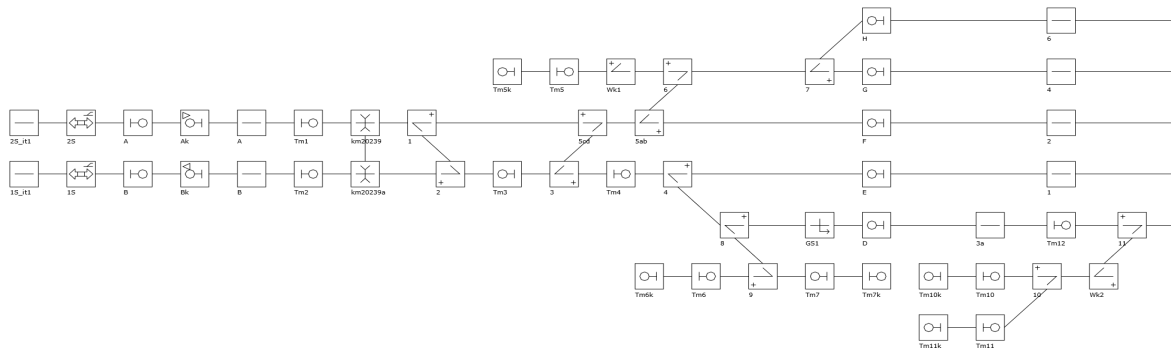 H 6
Tm5k Tm5 Wk1 6 7 G 4
2S_it1 2S A Ak A Tm1 km20239 1 5cd 5ab F 2
1S_it1 1S B Bk B Tm2 km20239a 2 Tm3 3 Tm4 4 E 1
8 GS1 D 3a Tm12 11
Tm6k Tm6 9 Tm7 Tm7k Tm10k Tm10 10 Wk2
Tm11k Tm11